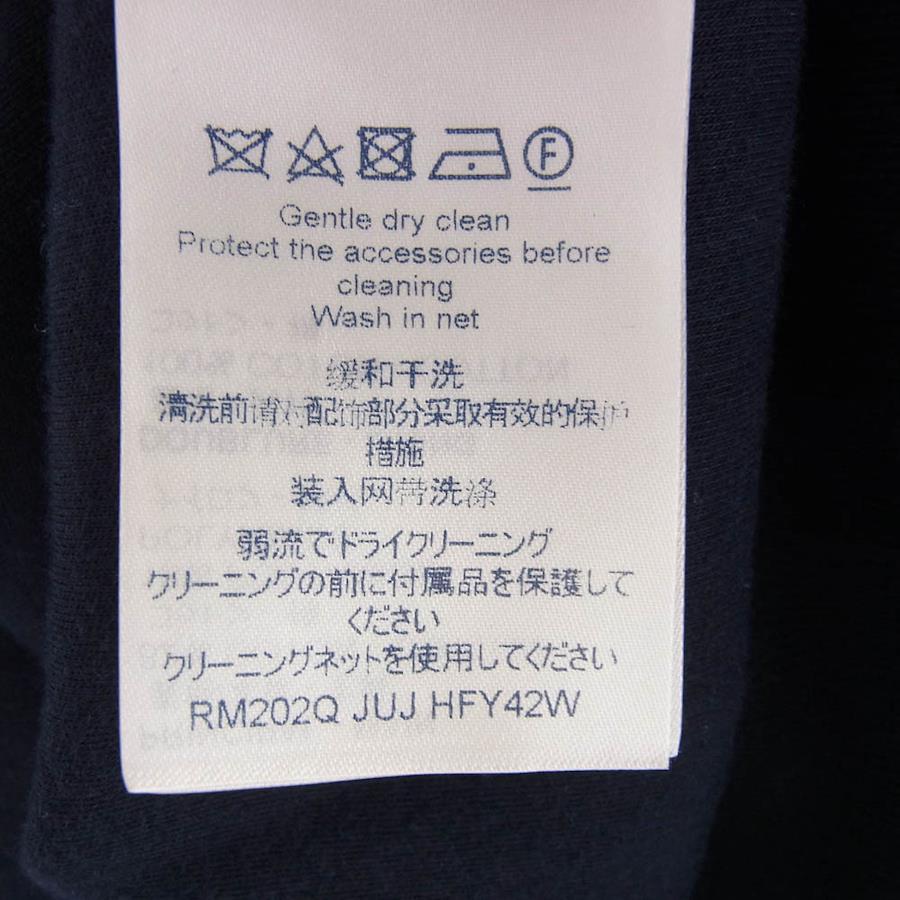 F
Gentle dry clean
Protect the accessories before
cleaning
Wash in net
缓和干洗
清洗前请对配饰部分采取有效的保护
措施
装入网带洗涤
弱流でドライクリーニング
クリーニングの前に付属品を保護して
ください
クリーニングネットを使用してください
RM202Q JUJ HFY42W